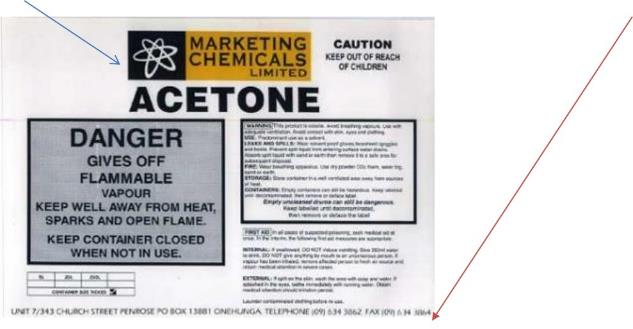 MARKETING
CHEMICALS
LIMITED
CAUTION
KEEP OUT OF REACH
OF CHILDREN
ACETONE
DANGER
GIVES OFF
FLAMMABLE
VAPOUR
KEEP WELL AWAY FROM HEAT,
SPARKS AND OPEN FLAME.
KEEP CONTAINER CLOSED
WHEN NOT IN USE.
5L 20L 200L
CONTAINER SIZE TICKED
WARNING This product is volatile. Avoid breathing vapours. Use with
adequate ventilation. Avoid contact with skin, eyes and clothing.
USE: Predominant use as a solvent.
LEAKS AND SPILLS: Wear solvent proof gloves, goggles
and boots. Prevent spilt liquid from entering surface water drains.
Absorb spilt liquid with sand or earth then remove it to a safe area for
subsequent disposal.
FIRE: Wear breathing apparatus. Use dry powder CO2 foam, water fog,
sand or earth.
STORAGE: Store container in a well ventilated area away from sources
of heat.
CONTAINERS: Empty containers can still be hazardous. Keep labelled
until decontaminated, then remove or deface label.
Empty uncleaned drums can still be dangerous.
Keep labelled until decontaminated,
then remove or deface the label
FIRST AID In all cases of suspected poisoning, seek medical aid at
once. In the interim, the following first aid measures are appropriate.
INTERNAL: If swallowed, DO NOT induce vomiting. Give 250ml water
to drink. DO NOT give anything by mouth to an unconscious person. If
vapour has been inhaled, remove affected person to fresh air source and
obtain medical attention in severe cases.
EXTERNAL: If spilt on the skin, wash the area with soap and water. If
splashed in the eyes, bathe immediately with running water. Obtain
medical attention should irritation persist.
Launder contaminated clothing before re use.
UNIT 7/343 CHURCH STREET PENROSE PO BOX 13881 ONEHUNGA. TELEPHONE (09) 634 3862 FAX (09) 634 3864